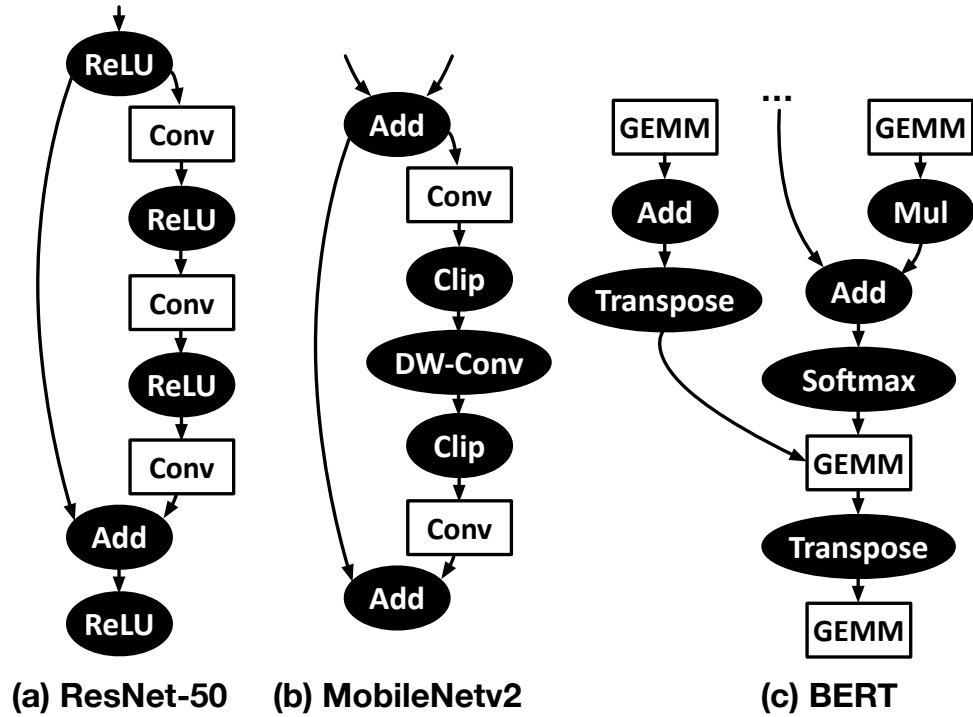 ReLU
Conv
ReLU
Conv
ReLU
Conv
Add
ReLU
(a) ResNet-50
Add
Conv
Clip
DW-Conv
Clip
Conv
Add
(b) MobileNetv2
...
GEMM
GEMM
Add
Mul
Transpose
Add
Softmax
GEMM
Transpose
GEMM
(c) BERT